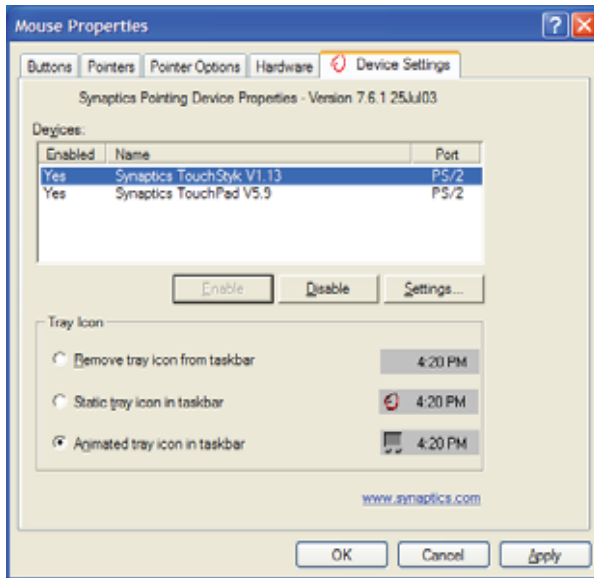 Mouse Properties
Buttons Pointers Pointer Options Hardware Device Settings
Synaptics Pointing Device Properties - Version 7.6.1 25Jul03
Devices:
Enabled Name Port
Yes Synaptics TouchStyk V1.13 PS/2
Yes Synaptics TouchPad V5.9 PS/2
Enable Disable Settings...
Tray Icon
Remove tray icon from taskbar 4:20 PM
Static tray icon in taskbar 4:20 PM
Animated tray icon in taskbar 4:20 PM
www.synaptics.com
OK Cancel Apply